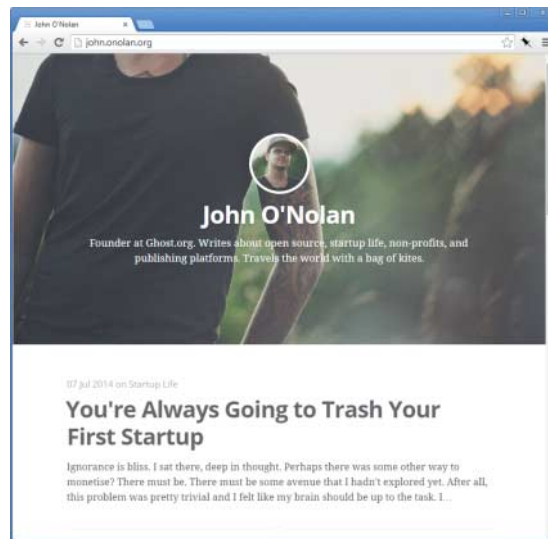 John O'Nolan
john.onolan.org
John O'Nolan
Founder at Ghost.org. Writes about open source, startup life, non-profits, and
publishing platforms. Travels the world with a bag of kites.
07 Jul 2014 on Startup Life
You're Always Going to Trash Your
First Startup
Ignorance is bliss. I sat there, deep in thought. Perhaps there was some other way to
monetise? There must be. There must be some avenue that I hadn't explored yet. After all,
this problem was pretty trivial and I felt like my brain should be up to the task. I...